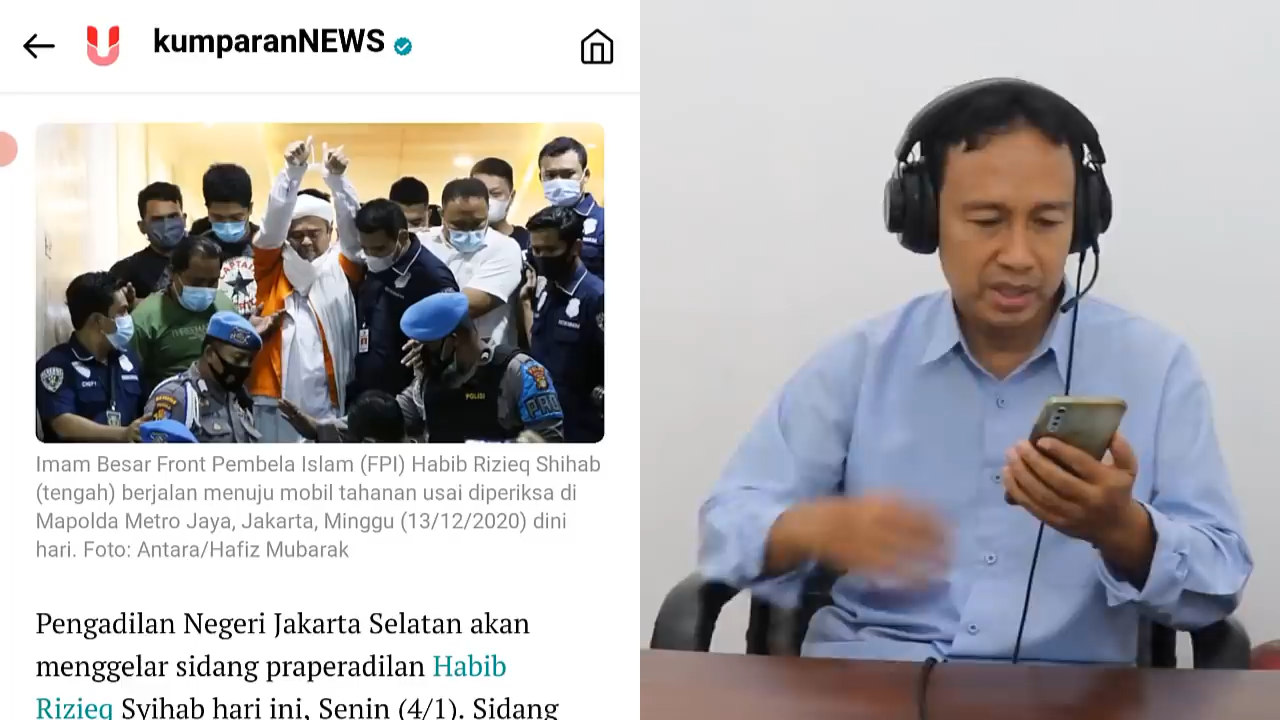 kumparanNEWS
CAPTAIN
POLISI
Imam Besar Front Pembela Islam (FPI) Habib Rizieq Shihab
(tengah) berjalan menuju mobil tahanan usai diperiksa di
Mapolda Metro Jaya, Jakarta, Minggu (13/12/2020) dini
hari. Foto: Antara/Hafiz Mubarak
Pengadilan Negeri Jakarta Selatan akan
menggelar sidang praperadilan Habib
Rizieq Syihab hari ini, Senin (4/1). Sidang